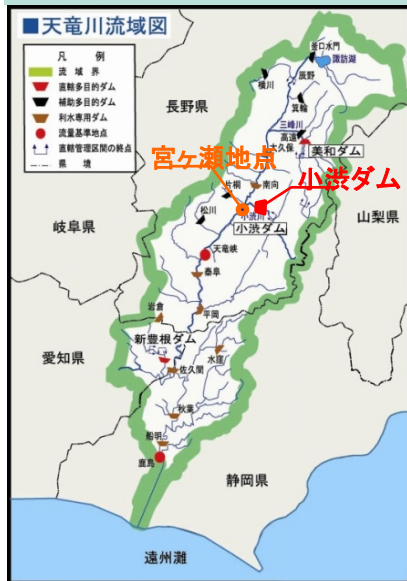 ■天竜川流域図
凡 例
流 域 界
直轄多目的ダム
補助多目的ダム
利水専用ダム
流量基準地点
直轄管理区間の終点
県 境
釜口水門
諏訪湖
辰野
横川
長野県
箕輪
三峰川
高遠
大久保
美和ダム
宮ヶ瀬地点
片桐
南向
小渋ダム
松川
小渋川
小渋ダム
山梨県
岐阜県
天竜峡
泰阜
岩倉
平岡
新豊根ダム
水窪
愛知県
佐久間
秋葉
船明
鹿島
静岡県
遠州灘